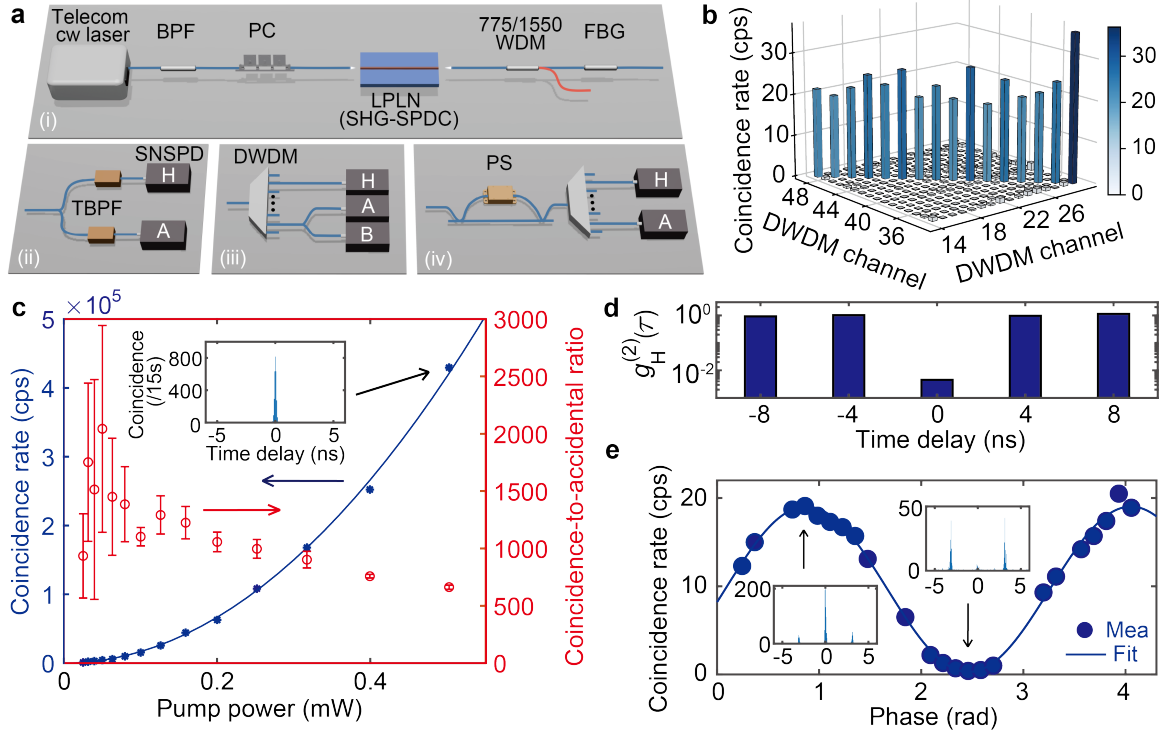 a
Telecom
cw laser
BPF
PC
775/1550
WDM
FBG
LPLN
(SHG-SPDC)
(i)
SNSPD
H
TBPF
A
(ii)
DWDM
H
A
B
(iii)
PS
H
A
(iv)
b
Coincidence rate (cps)
30
20
10
0
48
44
40
36
DWDM channel
14
18
22
26
DWDM channel
30
20
10
0
c
×10⁵
5
4
3
2
1
0
Coincidence rate (cps)
0
0.2
0.4
Pump power (mW)
3000
2500
2000
1500
1000
500
0
Coincidence-to-accidental ratio
Coincidence
(/15s)
800
400
0
-5
0
5
Time delay (ns)
d
g_H^(2)(τ)
10⁰
10⁻²
-8
-4
0
4
8
Time delay (ns)
e
Coincidence rate (cps)
20
10
0
0
1
2
3
4
Phase (rad)
200
0
-5
0
5
50
0
-5
0
5
Mea
Fit